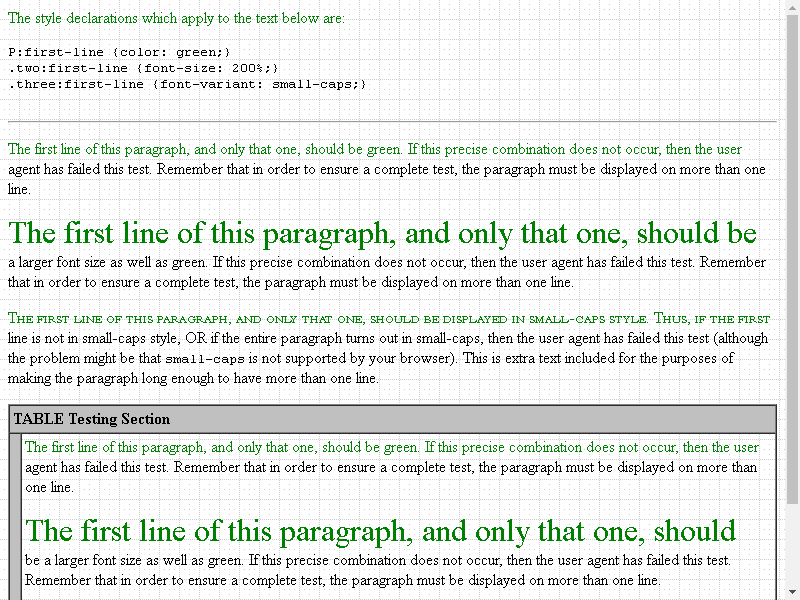 The style declarations which apply to the text below are:
P:first-line {color: green;}
.two:first-line {font-size: 200%;}
.three:first-line {font-variant: small-caps;}
The first line of this paragraph, and only that one, should be green. If this precise combination does not occur, then the user
agent has failed this test. Remember that in order to ensure a complete test, the paragraph must be displayed on more than one
line.
The first line of this paragraph, and only that one, should be
a larger font size as well as green. If this precise combination does not occur, then the user agent has failed this test. Remember
that in order to ensure a complete test, the paragraph must be displayed on more than one line.
The first line of this paragraph, and only that one, should be displayed in small-caps style. Thus, if the first
line is not in small-caps style, OR if the entire paragraph turns out in small-caps, then the user agent has failed this test (although
the problem might be that small-caps is not supported by your browser). This is extra text included for the purposes of
making the paragraph long enough to have more than one line.
TABLE Testing Section
The first line of this paragraph, and only that one, should be green. If this precise combination does not occur, then the user
agent has failed this test. Remember that in order to ensure a complete test, the paragraph must be displayed on more than
one line.
The first line of this paragraph, and only that one, should
be a larger font size as well as green. If this precise combination does not occur, then the user agent has failed this test.
Remember that in order to ensure a complete test, the paragraph must be displayed on more than one line.